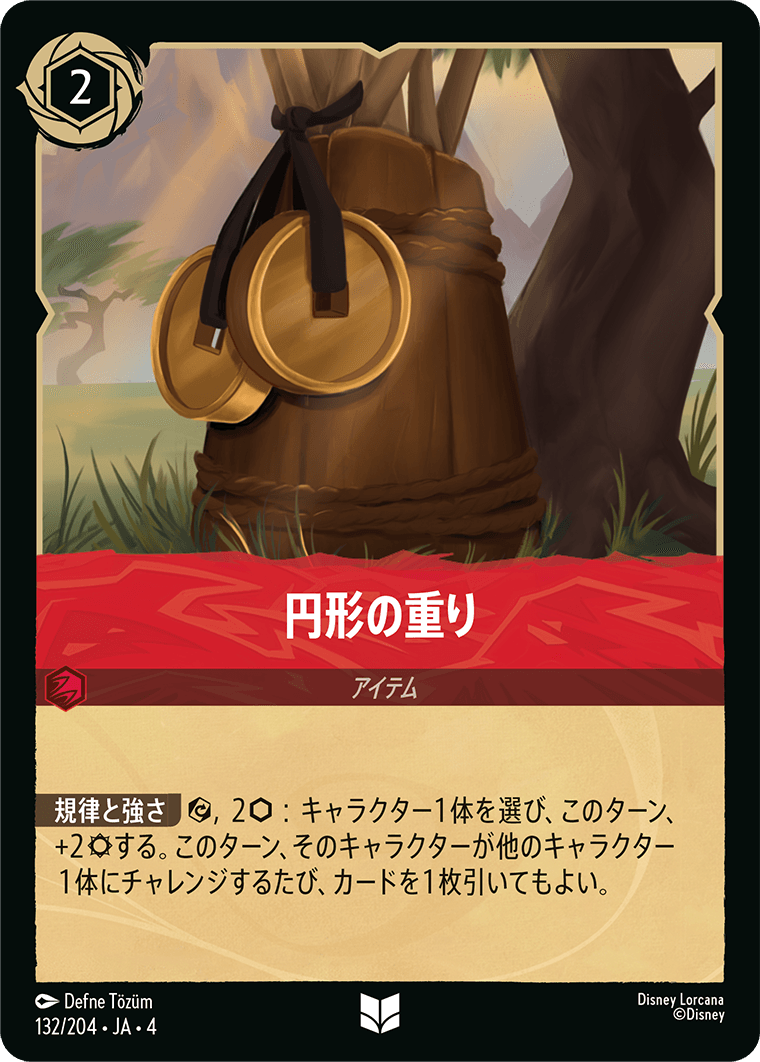 2
円形の重り
アイテム
規律と強さ , 2 : キャラクター1体を選び、このターン、
+2 する。このターン、そのキャラクターが他のキャラクター
1体にチャレンジするたび、カードを1枚引いてもよい。
Defne Tözüm
132/204 • JA • 4
Disney Lorcana
©Disney